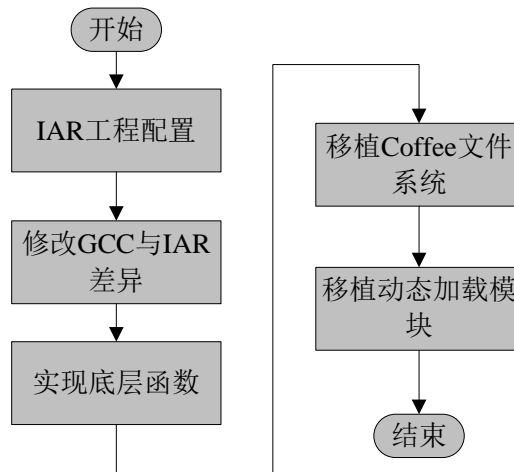 开始
IAR工程配置
修改GCC与IAR
差异
实现底层函数
移植Coffee文件
系统
移植动态加载模
块
结束